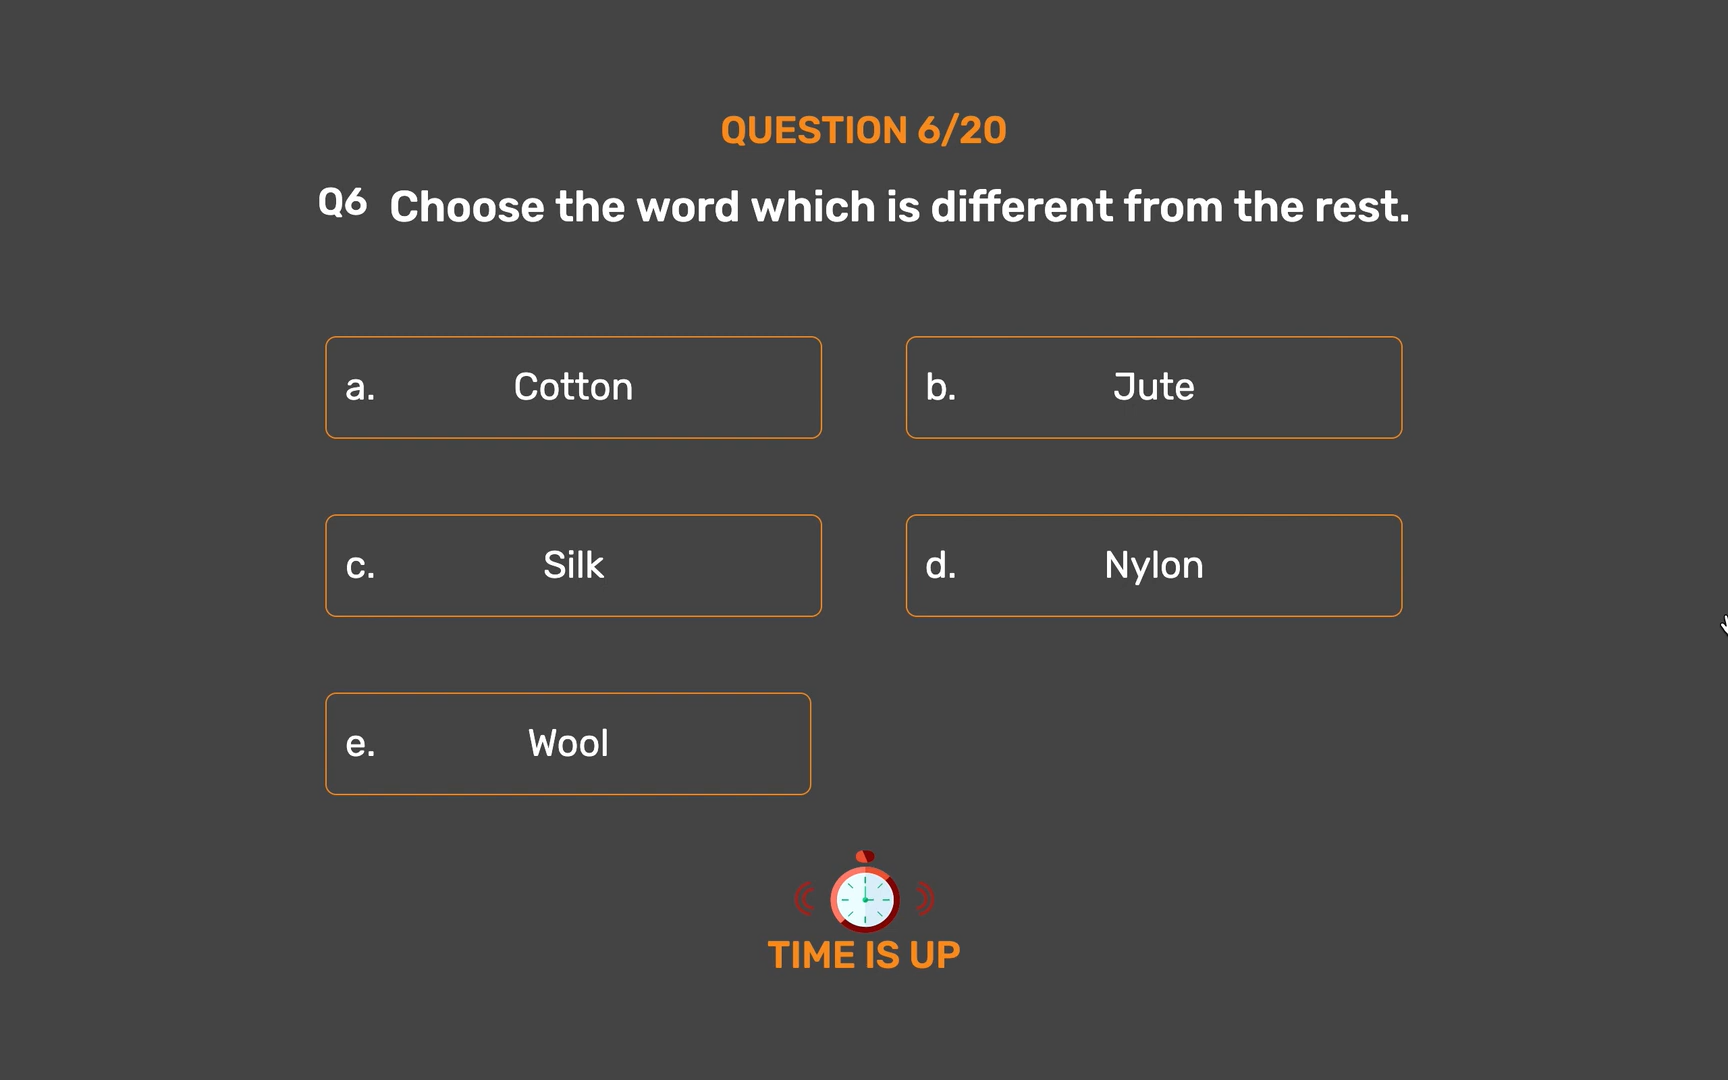 QUESTION 6/20
Q6 Choose the word which is different from the rest.
a. Cotton
b. Jute
c. Silk
d. Nylon
e. Wool
TIME IS UP